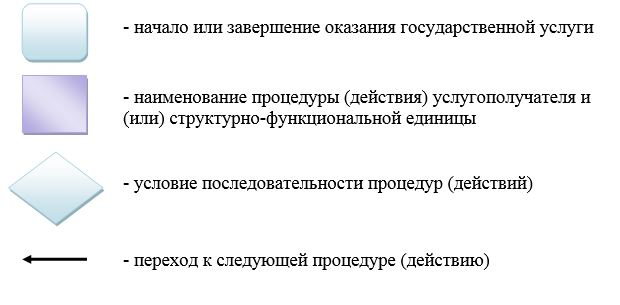 - начало или завершение оказания государственной услуги
- наименование процедуры (действия) услугополучателя и
(или) структурно-функциональной единицы
- условие последовательности процедур (действий)
- переход к следующей процедуре (действию)